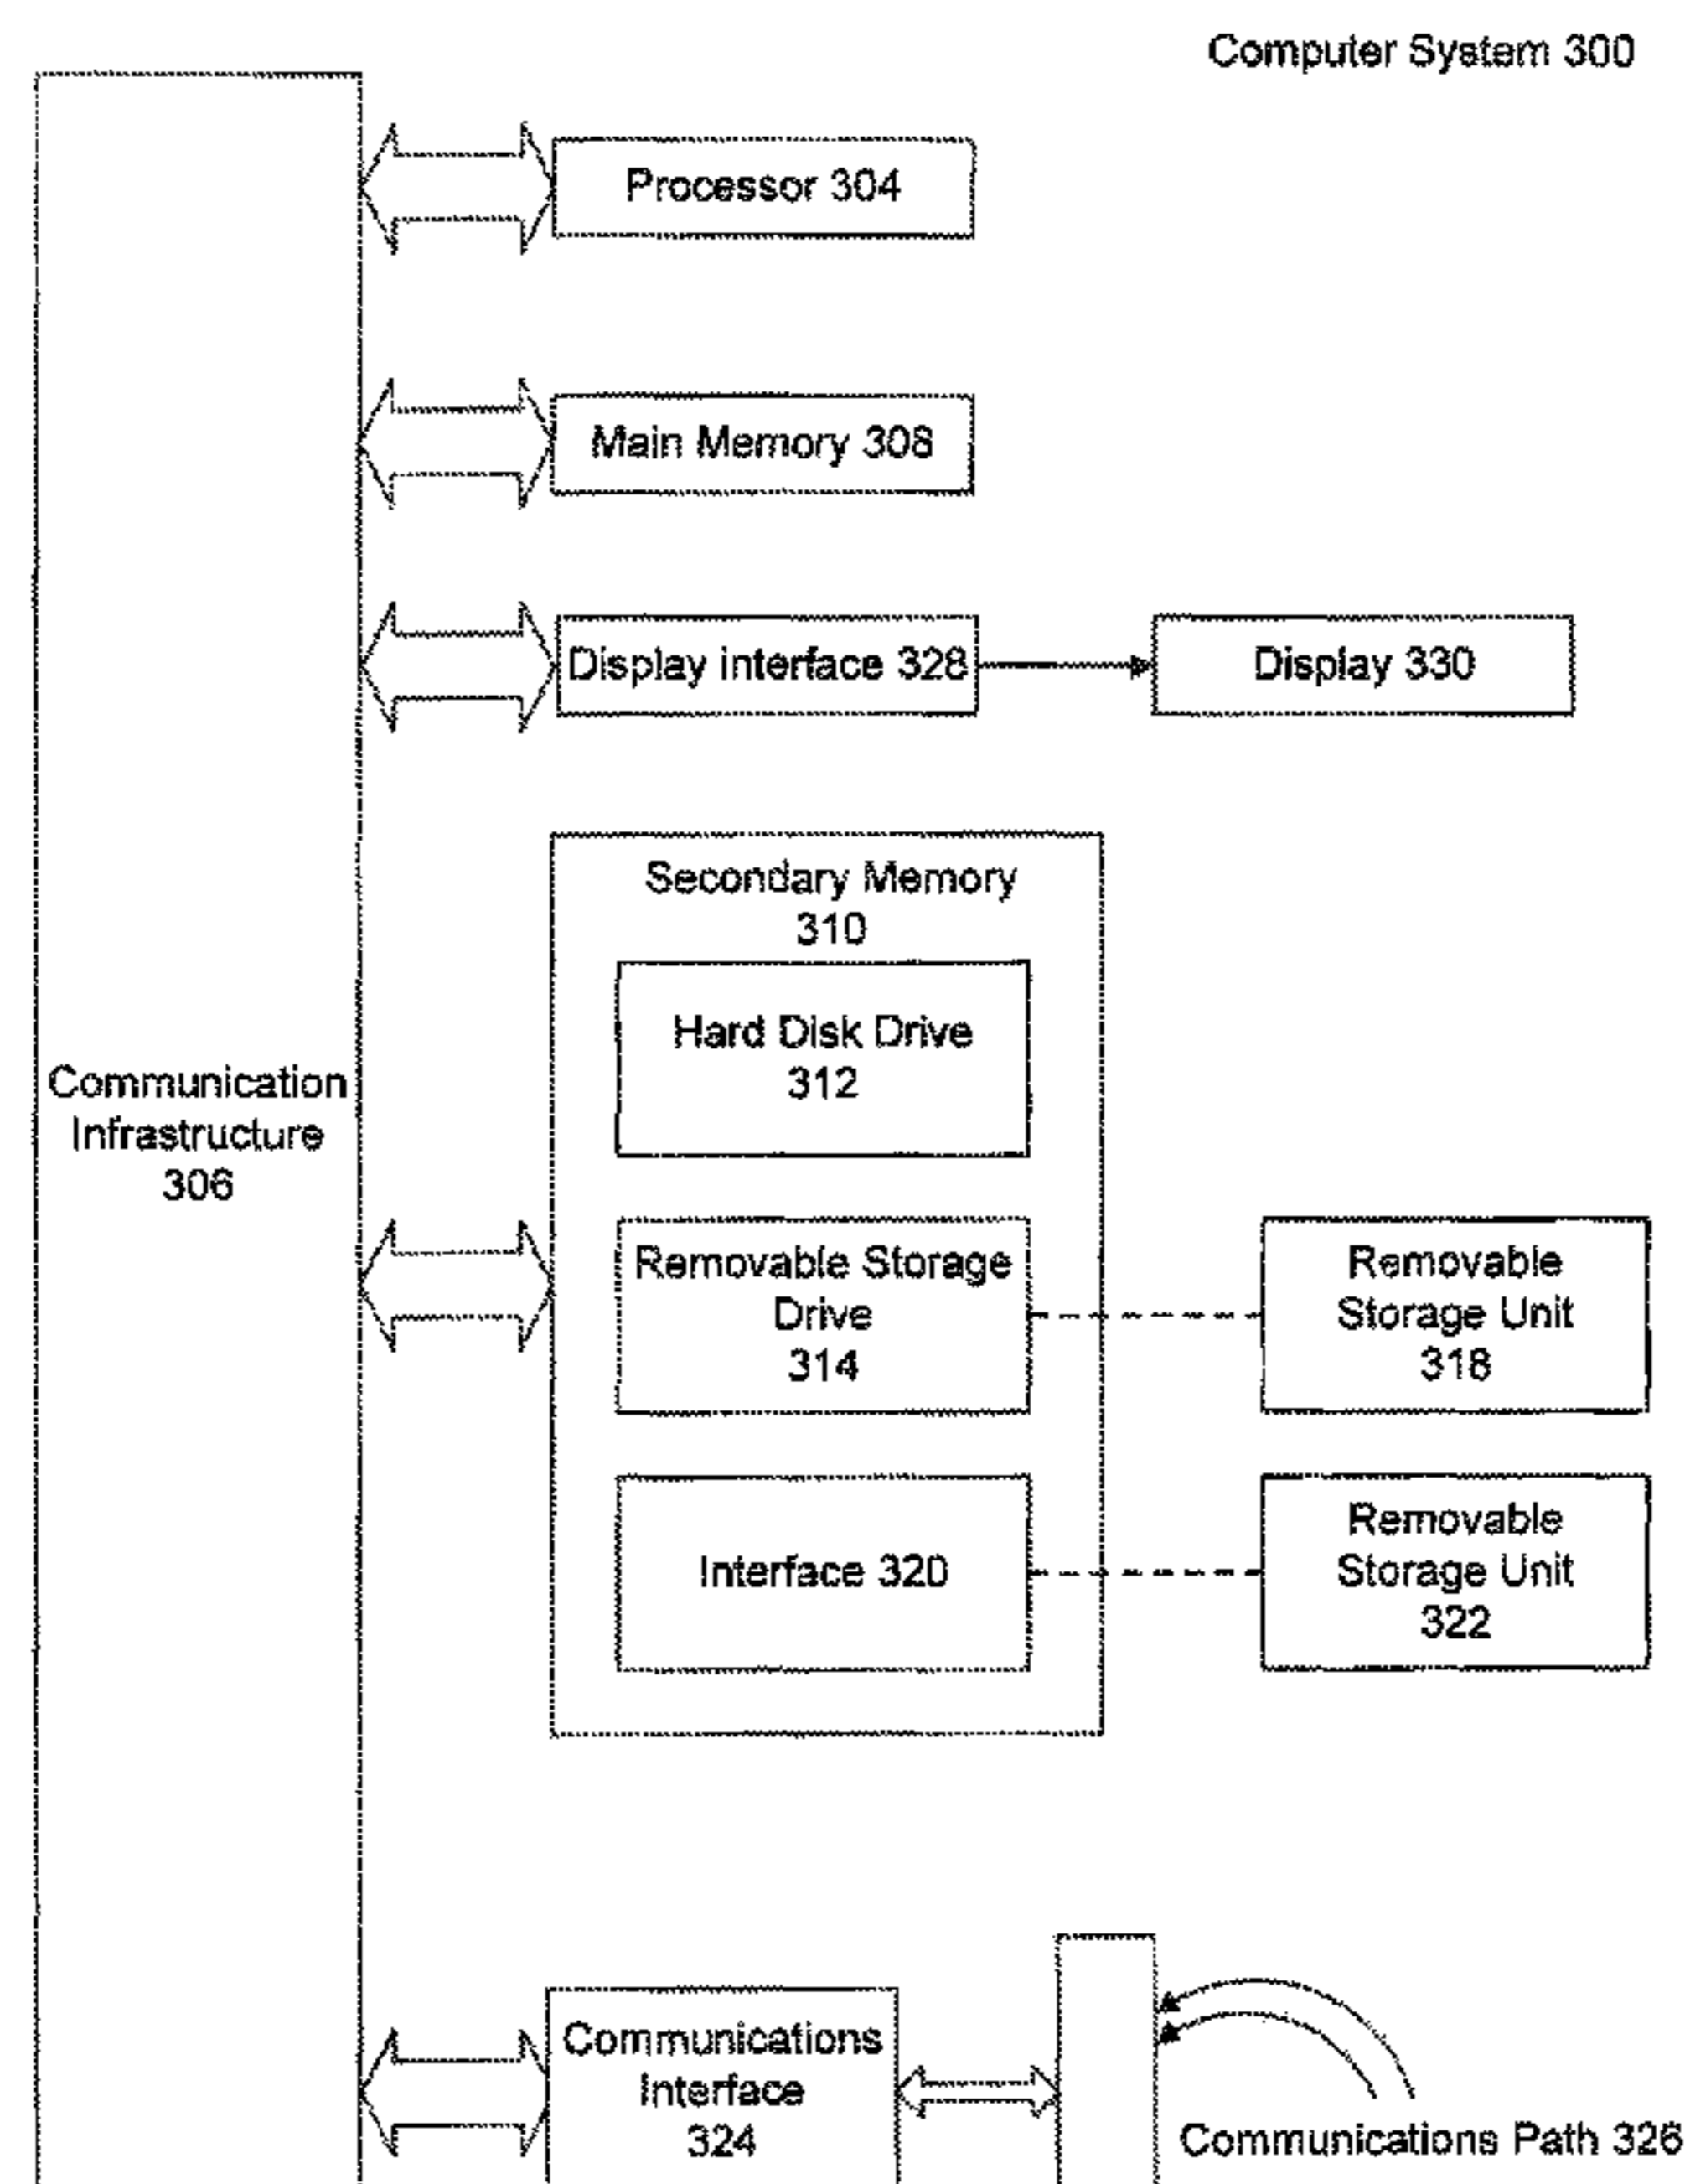 Computer System 300
Processor 304
Main Memory 308
Display interface 328
Display 330
Secondary Memory
310
Hard Disk Drive
312
Communication
Infrastructure
306
Removable Storage
Drive
314
Removable
Storage Unit
318
Interface 320
Removable
Storage Unit
322
Communications
Interface
324
Communications Path 326